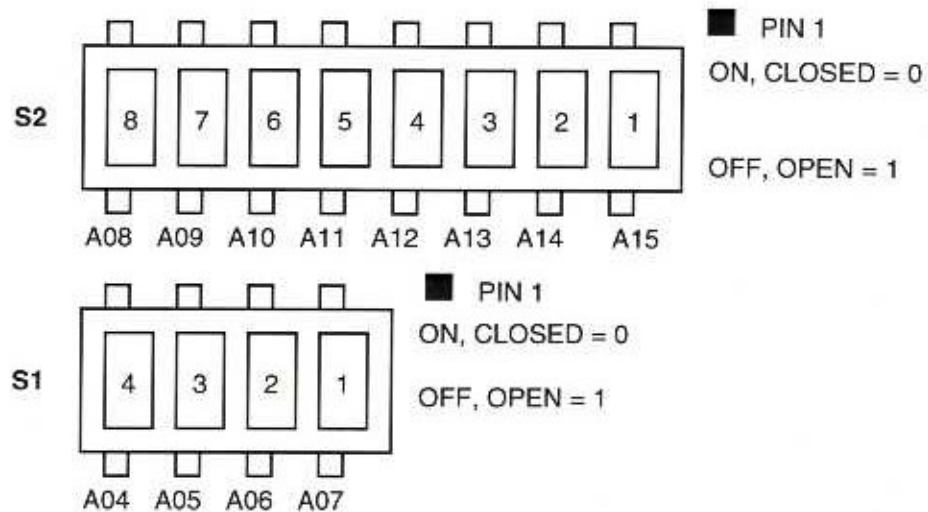 PIN 1
ON, CLOSED = 0
S2 8 7 6 5 4 3 2 1
OFF, OPEN = 1
A08 A09 A10 A11 A12 A13 A14 A15
PIN 1
ON, CLOSED = 0
S1 4 3 2 1
OFF, OPEN = 1
A04 A05 A06 A07